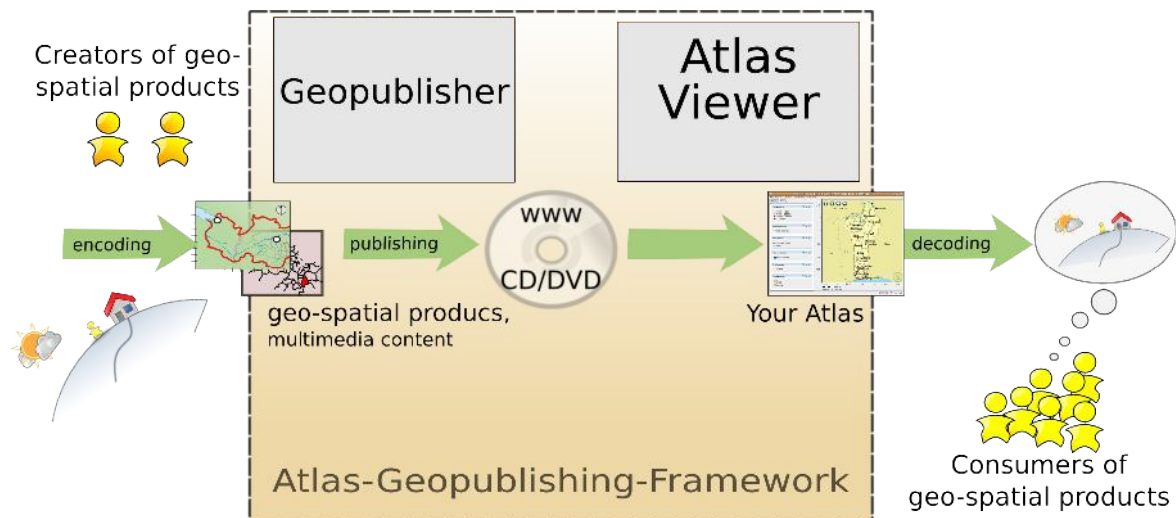 Creators of geo-
spatial products
Geopublisher
Atlas
Viewer
encoding
publishing
www
CD/DVD
decoding
geo-spatial producs,
multimedia content
Your Atlas
Atlas-Geopublishing-Framework
Consumers of
geo-spatial products